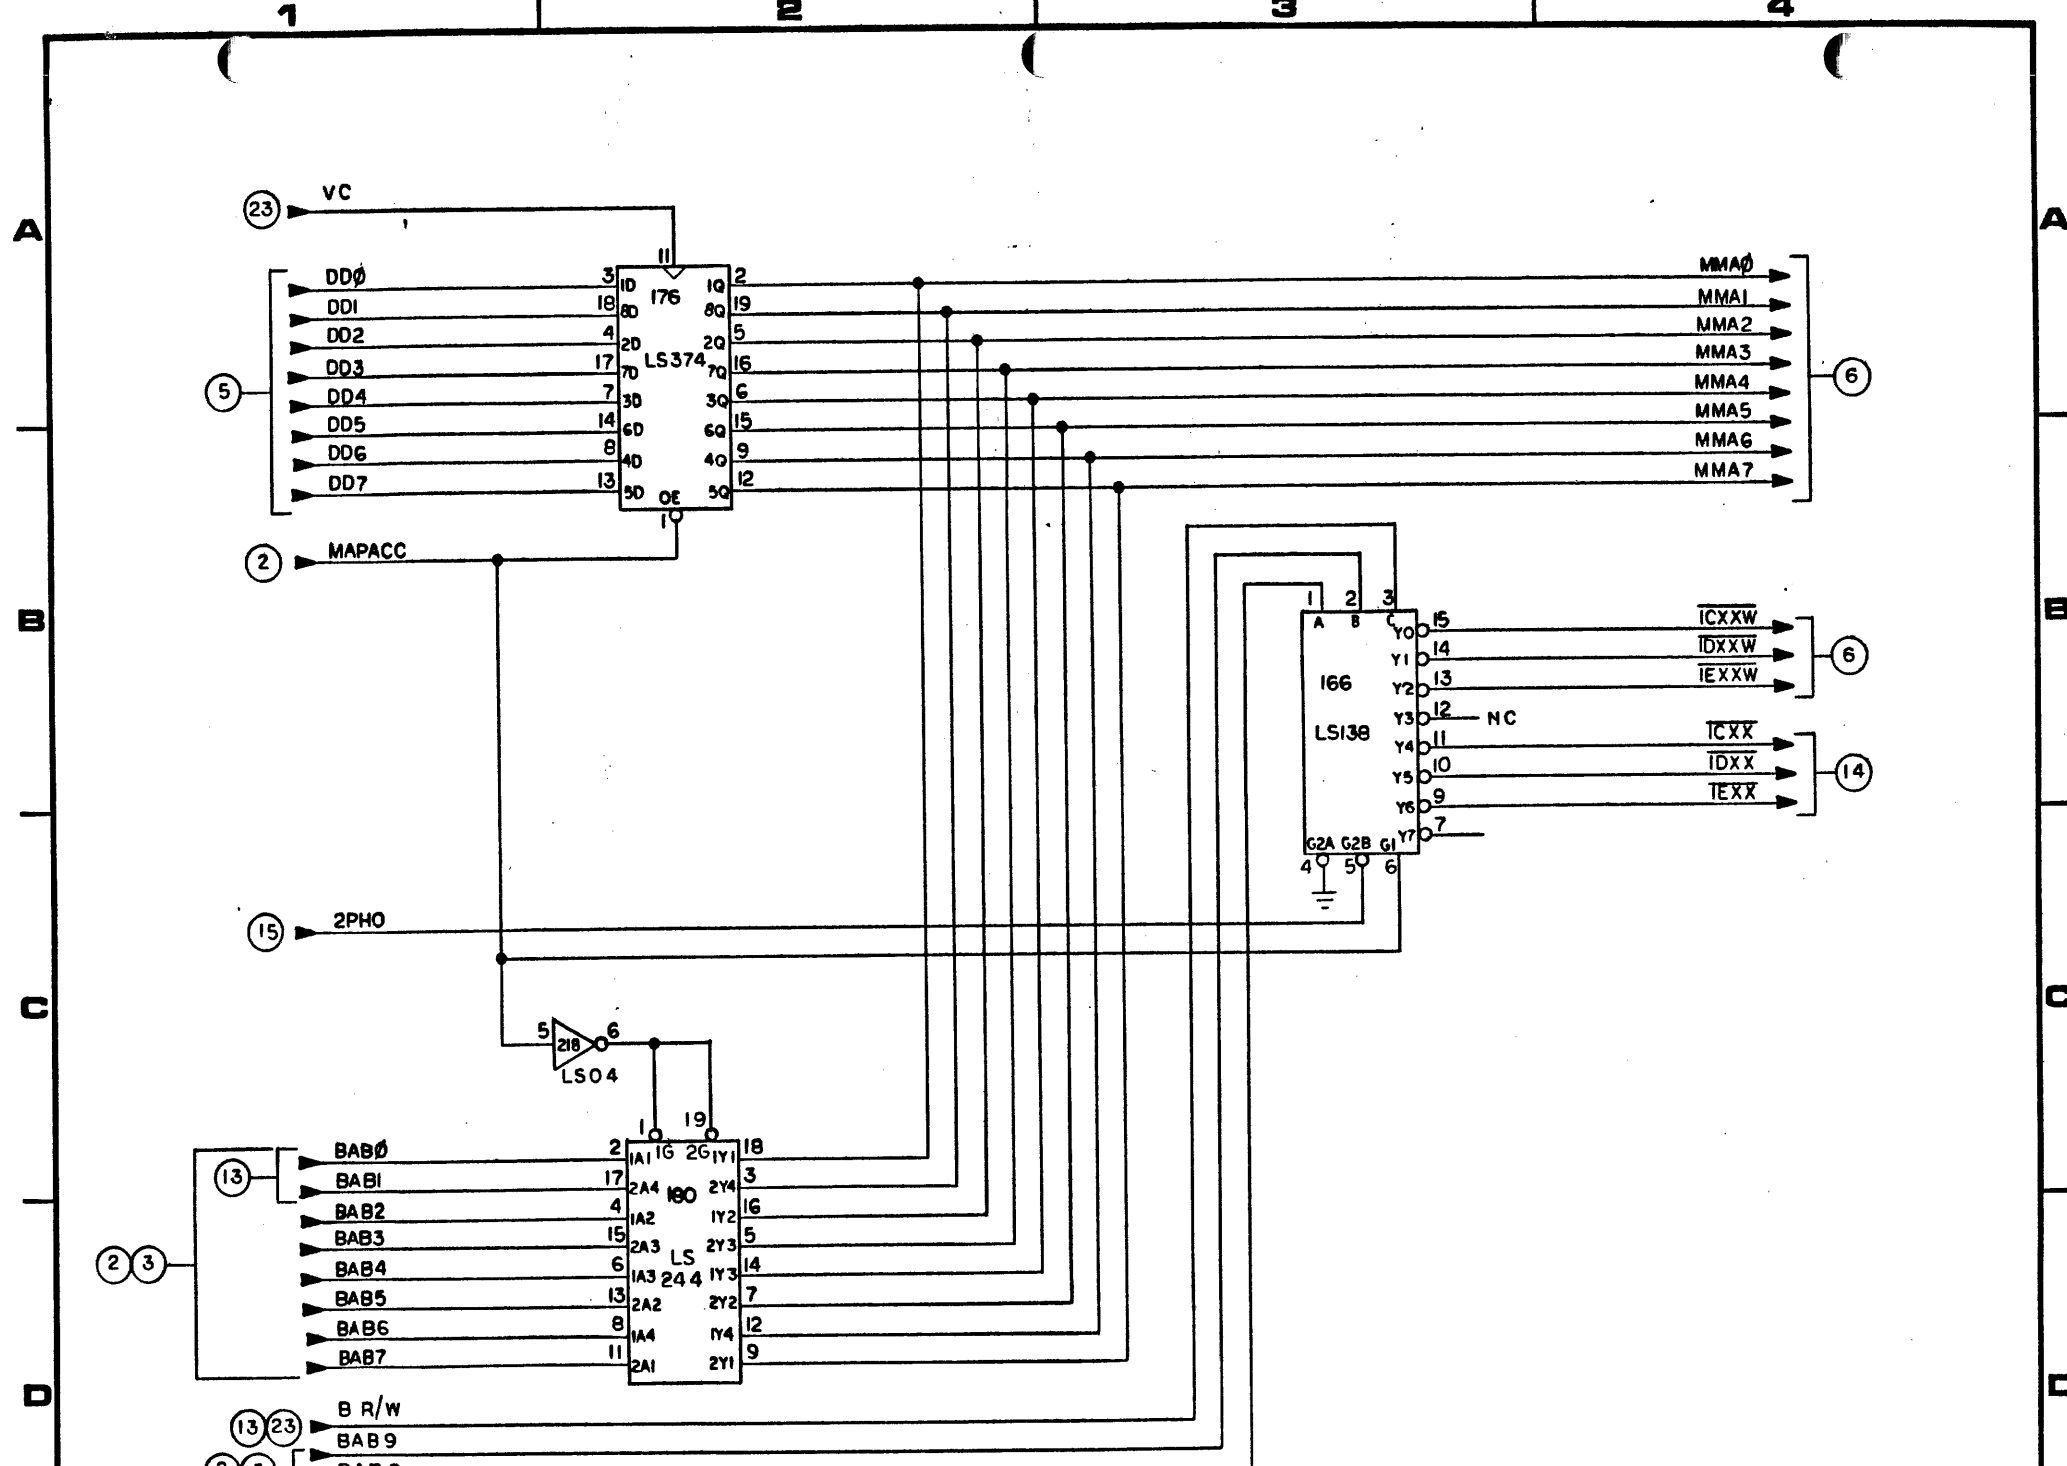 1 2 3 4
A A
23 VC
11
DDØ 3 1D 176 1Q 2 MMAØ
DD1 18 8D 8Q 19 MMA1
DD2 4 2D 2Q 5 MMA2
DD3 17 7D LS374 7Q 16 MMA3
5 DD4 7 3D 3Q 6 MMA4 6
DD5 14 6D 6Q 15 MMA5
DD6 8 4D 4Q 9 MMA6
DD7 13 5D OE 5Q 12 MMA7
1
2 MAPACC
B B
1 2 3
A B C Y0 15 ICXXW
Y1 14 IDXXW 6
166 Y2 13 IEXXW
Y3 12 NC
LS138 Y4 11 ICXX
Y5 10 IDXX 14
Y6 9 IEXX
Y7 7
G2A G2B G1
4 5 6
15 2PHO
C C
5 218 6
LS04
1 19
BABØ 2 1A1 1G 2G 1Y1 18
13 BAB1 17 2A4 180 2Y4 3
BAB2 4 1A2 1Y2 16
2 3 BAB3 15 2A3 LS 2Y3 5
BAB4 6 1A3 244 1Y3 14
BAB5 13 2A2 2Y2 7
BAB6 8 1A4 1Y4 12
BAB7 11 2A1 2Y1 9
D D
13 23 B R/W
BAB9